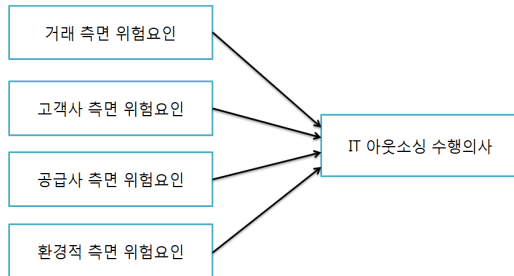 거래 측면 위험요인
고객사 측면 위험요인
공급사 측면 위험요인
환경적 측면 위험요인
IT 아웃소싱 수행의사